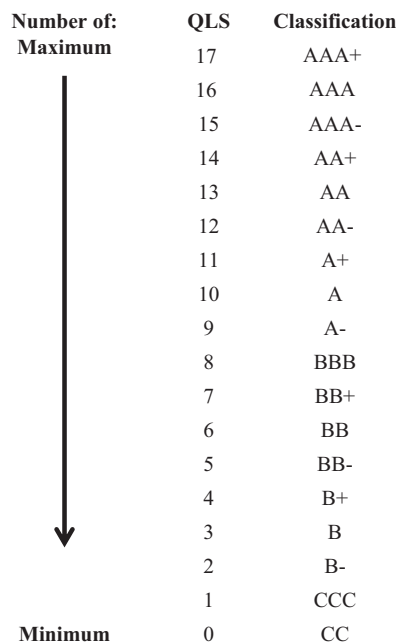 Number of: QLS Classification
Maximum 17 AAA+
16 AAA
15 AAA-
14 AA+
13 AA
12 AA-
11 A+
10 A
9 A-
8 BBB
7 BB+
6 BB
5 BB-
4 B+
3 B
2 B-
1 CCC
Minimum 0 CC